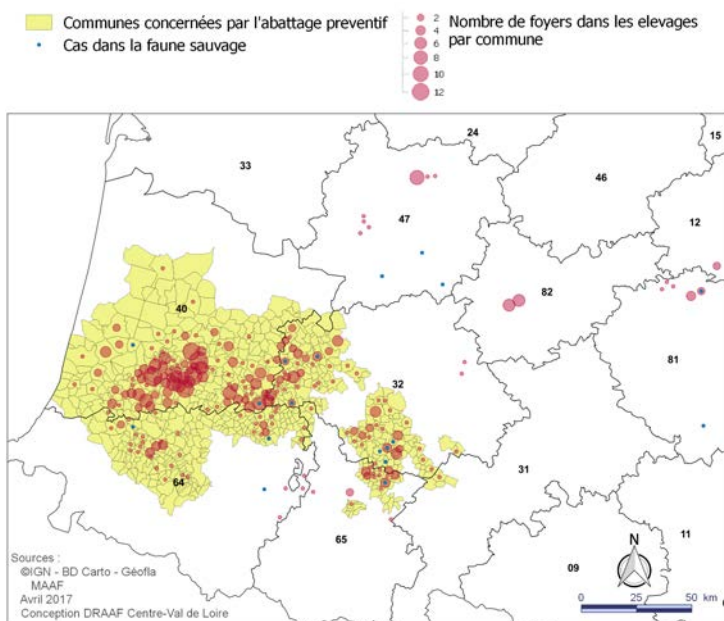 Communes concernées par l'abattage preventif
Cas dans la faune sauvage
Nombre de foyers dans les elevages
par commune
2
4
6
8
10
12
24
15
33
46
47
12
82
40
81
32
31
64
65
11
09
N
Sources :
©IGN - BD Carto - Géofla
MAAF
Avril 2017
Conception DRAAF Centre-Val de Loire
0 25 50 km